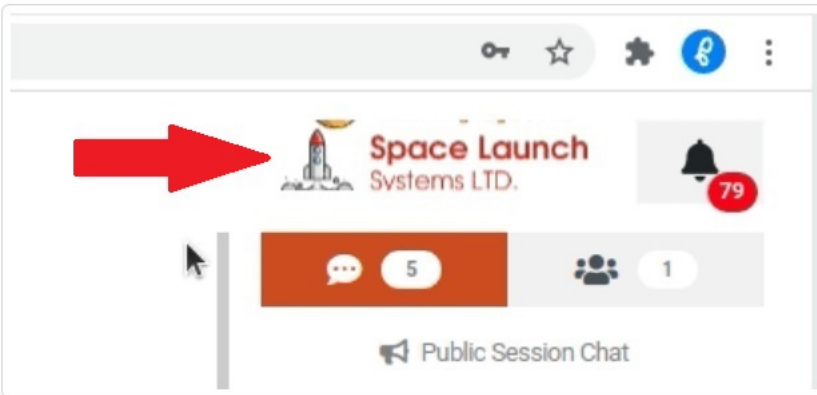 Space Launch
Systems LTD.
79
5
1
Public Session Chat